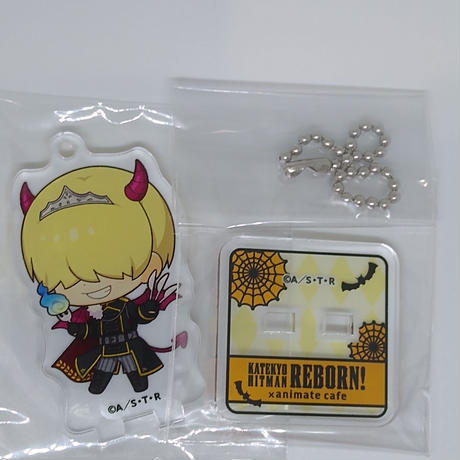 ©A/S・T・R
©A/S・T・R
KATEKYO
HITMAN REBORN!
×animate cafe